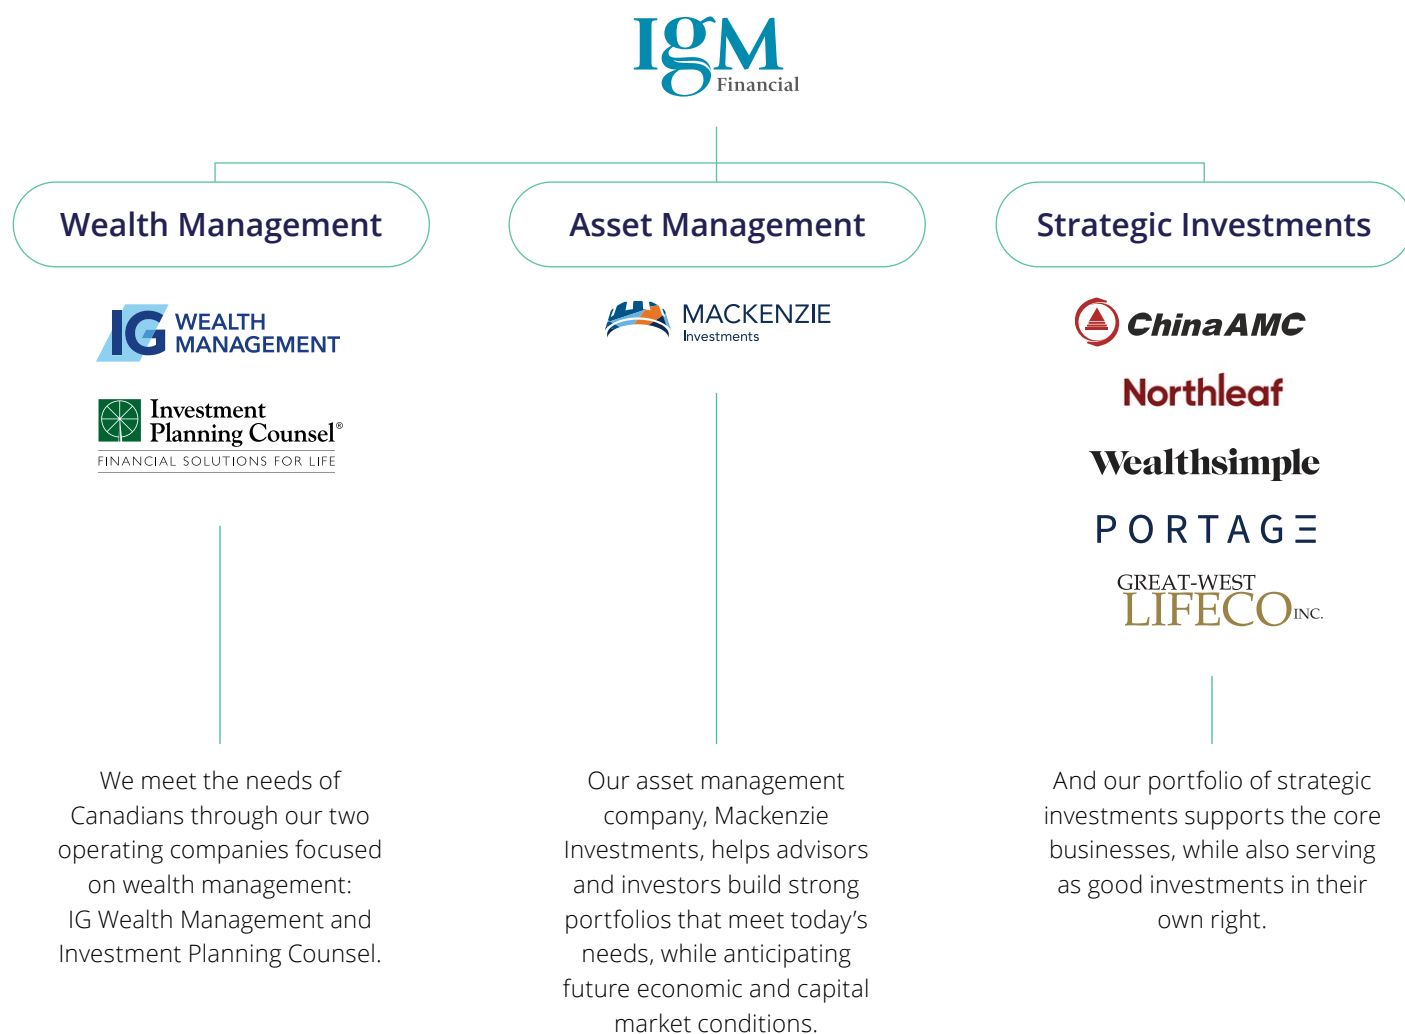 IgM
Financial
Wealth Management
IG WEALTH
MANAGEMENT
Investment
Planning Counsel®
FINANCIAL SOLUTIONS FOR LIFE
We meet the needs of
Canadians through our two
operating companies focused
on wealth management:
IG Wealth Management and
Investment Planning Counsel.
Asset Management
MACKENZIE
Investments
Our asset management
company, Mackenzie
Investments, helps advisors
and investors build strong
portfolios that meet today’s
needs, while anticipating
future economic and capital
market conditions.
Strategic Investments
ChinaAMC
Northleaf
Wealthsimple
PORTAGE
GREAT-WEST
LIFECO INC.
And our portfolio of strategic
investments supports the core
businesses, while also serving
as good investments in their
own right.